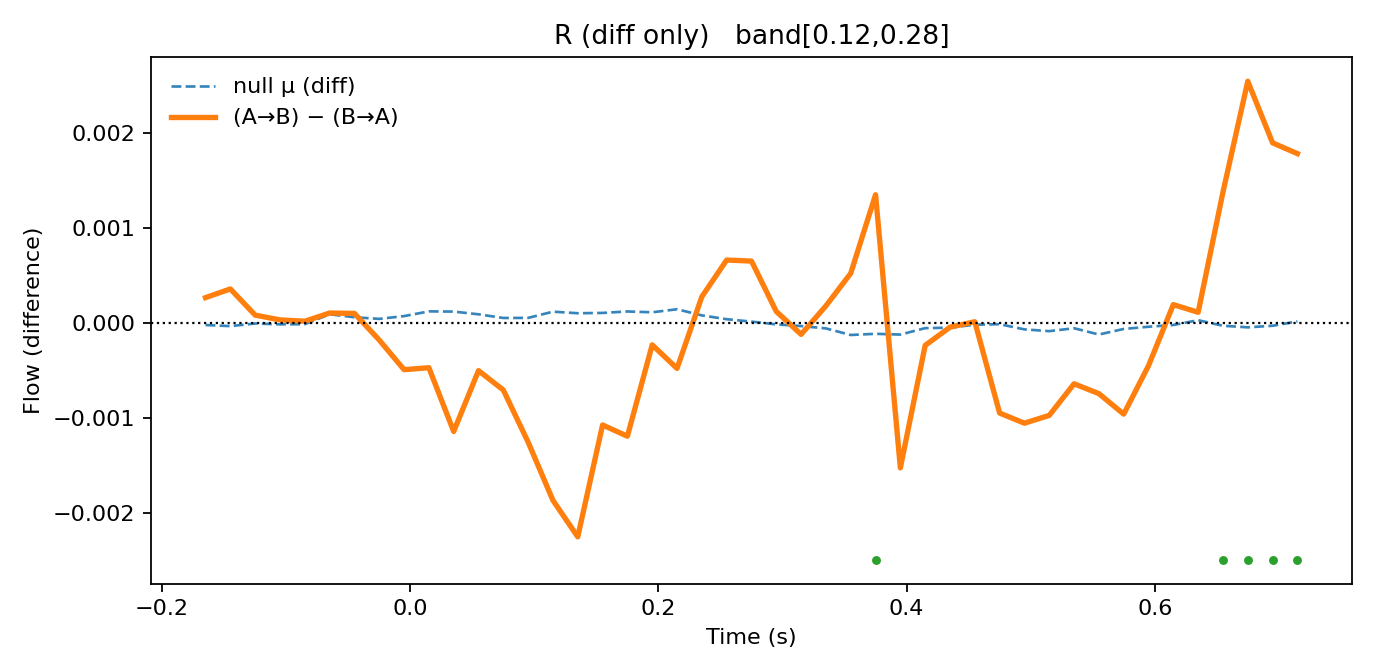 R (diff only)   band[0.12,0.28]
null μ (diff)
(A→B) − (B→A)
0.002
0.001
0.000
−0.001
−0.002
Flow (difference)
−0.2
0.0
0.2
0.4
0.6
Time (s)